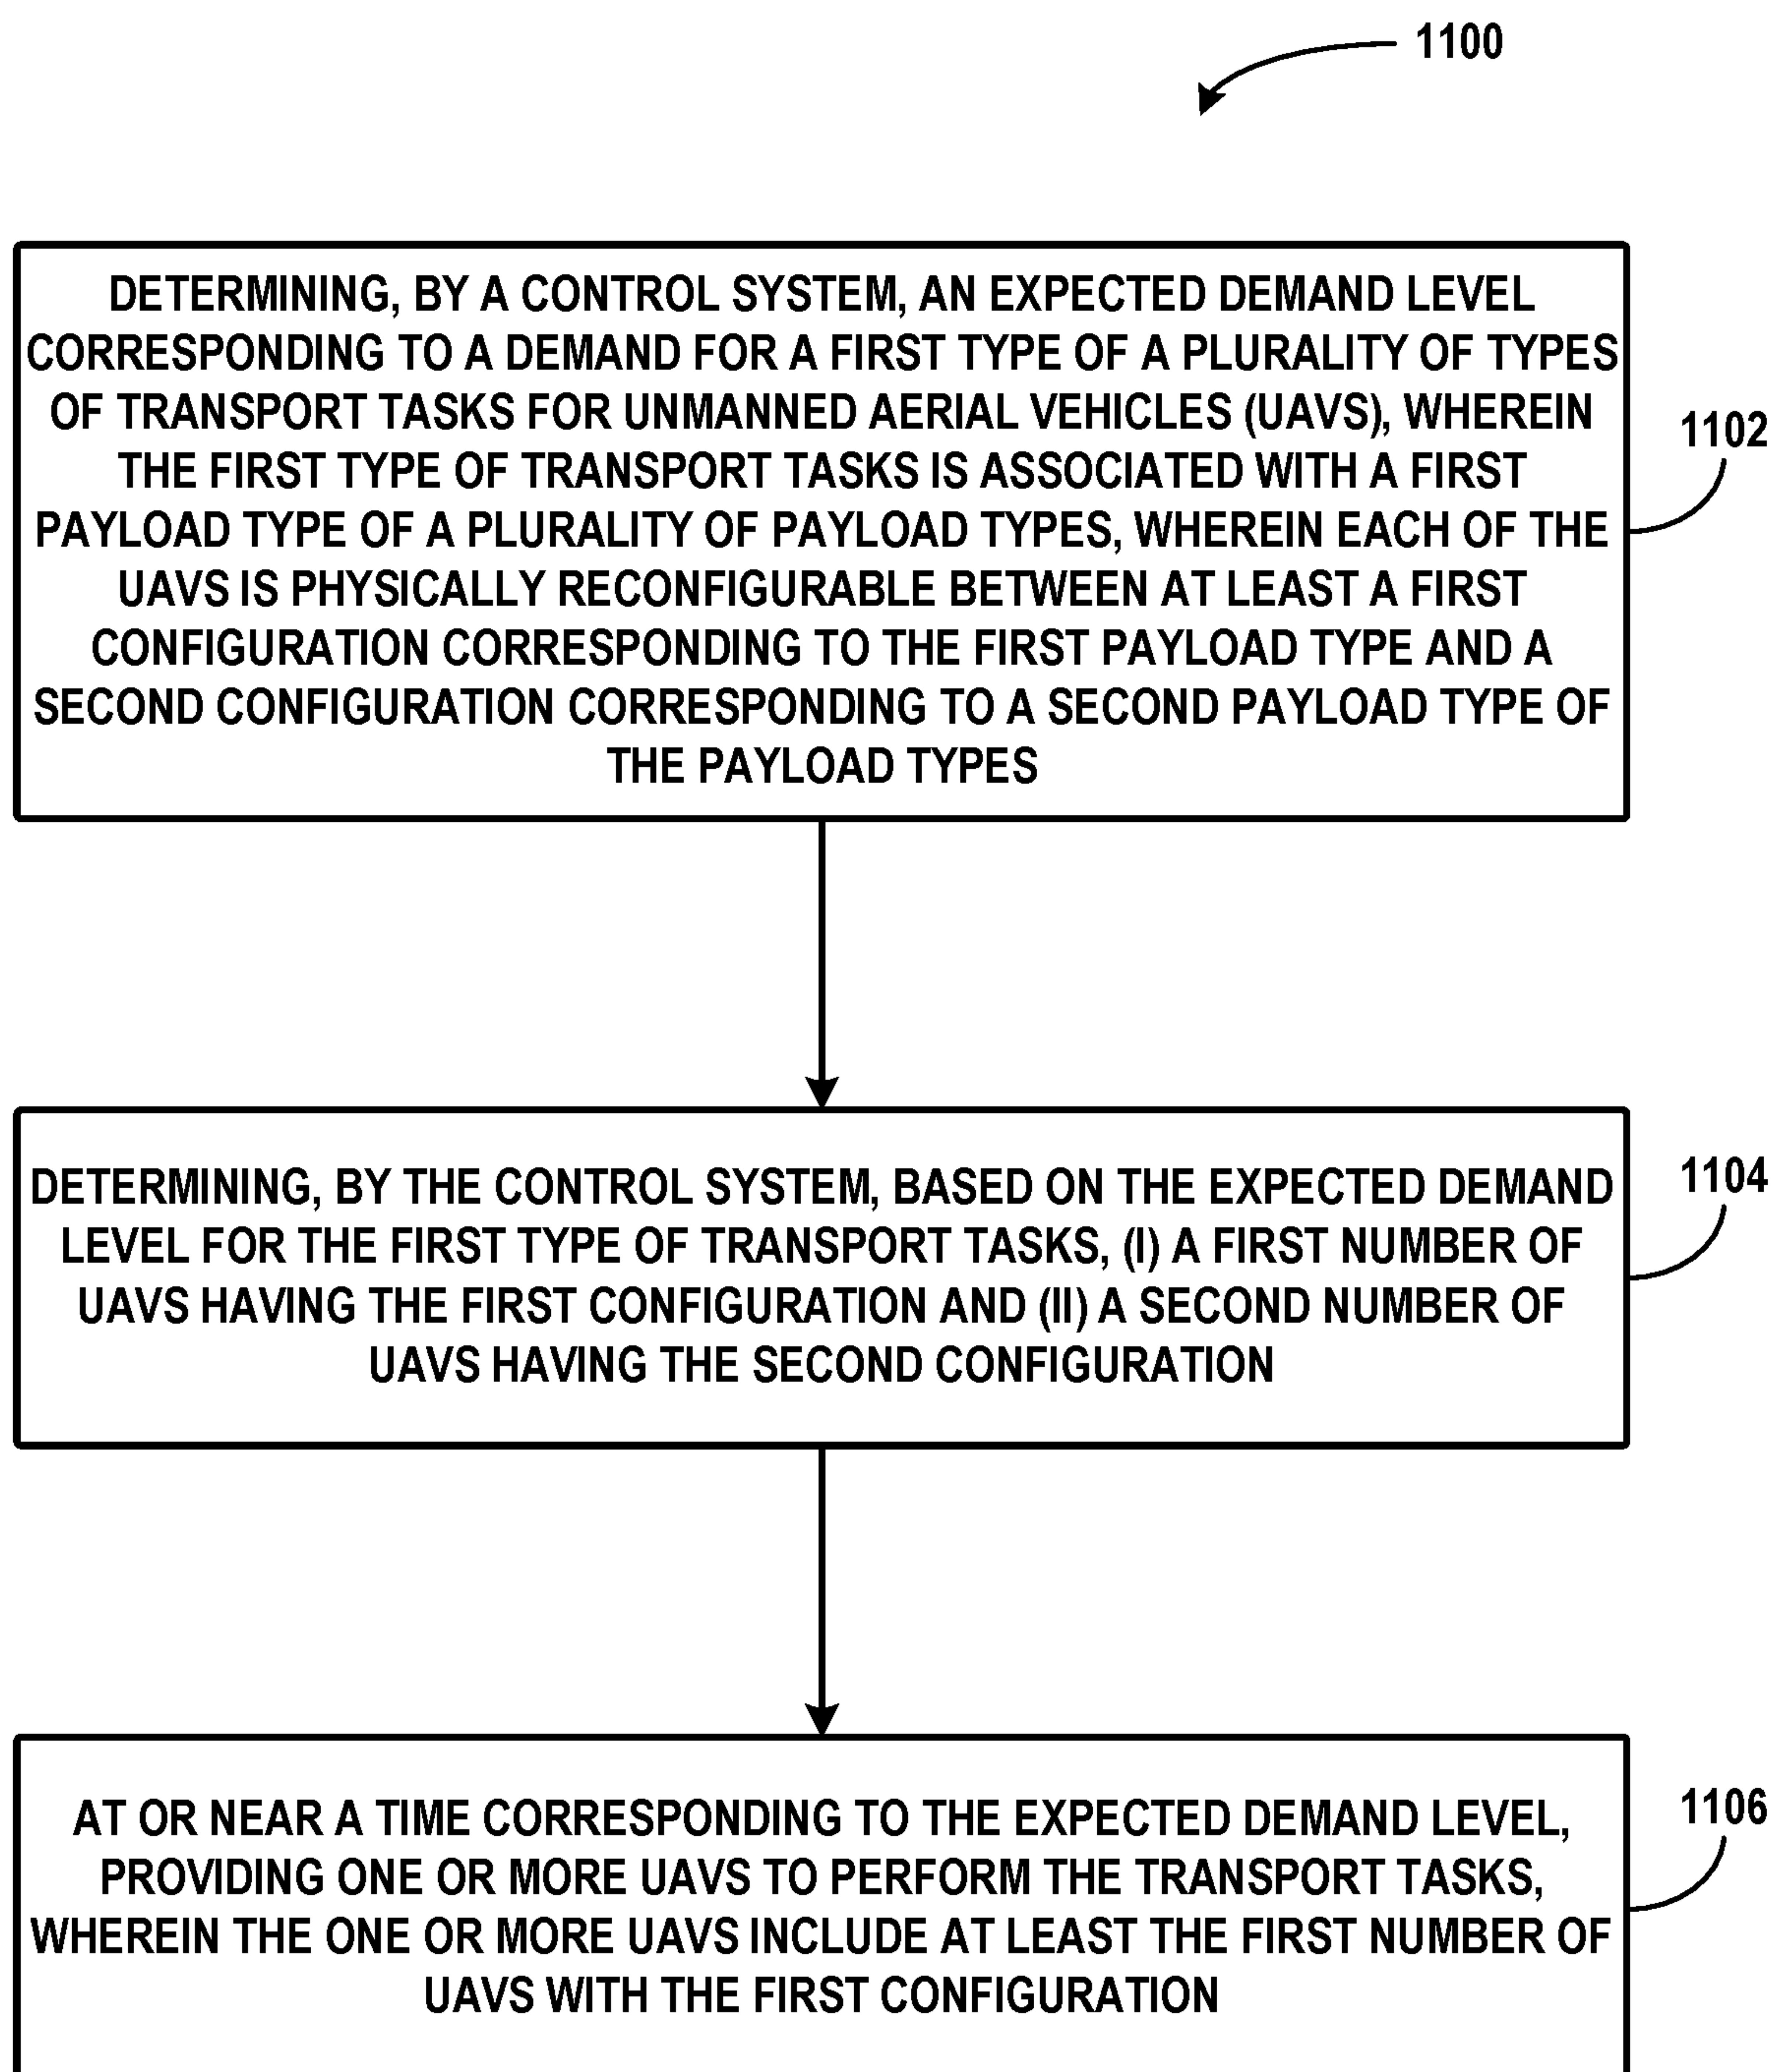 1100
DETERMINING, BY A CONTROL SYSTEM, AN EXPECTED DEMAND LEVEL
CORRESPONDING TO A DEMAND FOR A FIRST TYPE OF A PLURALITY OF TYPES
OF TRANSPORT TASKS FOR UNMANNED AERIAL VEHICLES (UAVS), WHEREIN
THE FIRST TYPE OF TRANSPORT TASKS IS ASSOCIATED WITH A FIRST
PAYLOAD TYPE OF A PLURALITY OF PAYLOAD TYPES, WHEREIN EACH OF THE
UAVS IS PHYSICALLY RECONFIGURABLE BETWEEN AT LEAST A FIRST
CONFIGURATION CORRESPONDING TO THE FIRST PAYLOAD TYPE AND A
SECOND CONFIGURATION CORRESPONDING TO A SECOND PAYLOAD TYPE OF
THE PAYLOAD TYPES
1102
DETERMINING, BY THE CONTROL SYSTEM, BASED ON THE EXPECTED DEMAND
LEVEL FOR THE FIRST TYPE OF TRANSPORT TASKS, (I) A FIRST NUMBER OF
UAVS HAVING THE FIRST CONFIGURATION AND (II) A SECOND NUMBER OF
UAVS HAVING THE SECOND CONFIGURATION
1104
AT OR NEAR A TIME CORRESPONDING TO THE EXPECTED DEMAND LEVEL,
PROVIDING ONE OR MORE UAVS TO PERFORM THE TRANSPORT TASKS,
WHEREIN THE ONE OR MORE UAVS INCLUDE AT LEAST THE FIRST NUMBER OF
UAVS WITH THE FIRST CONFIGURATION
1106